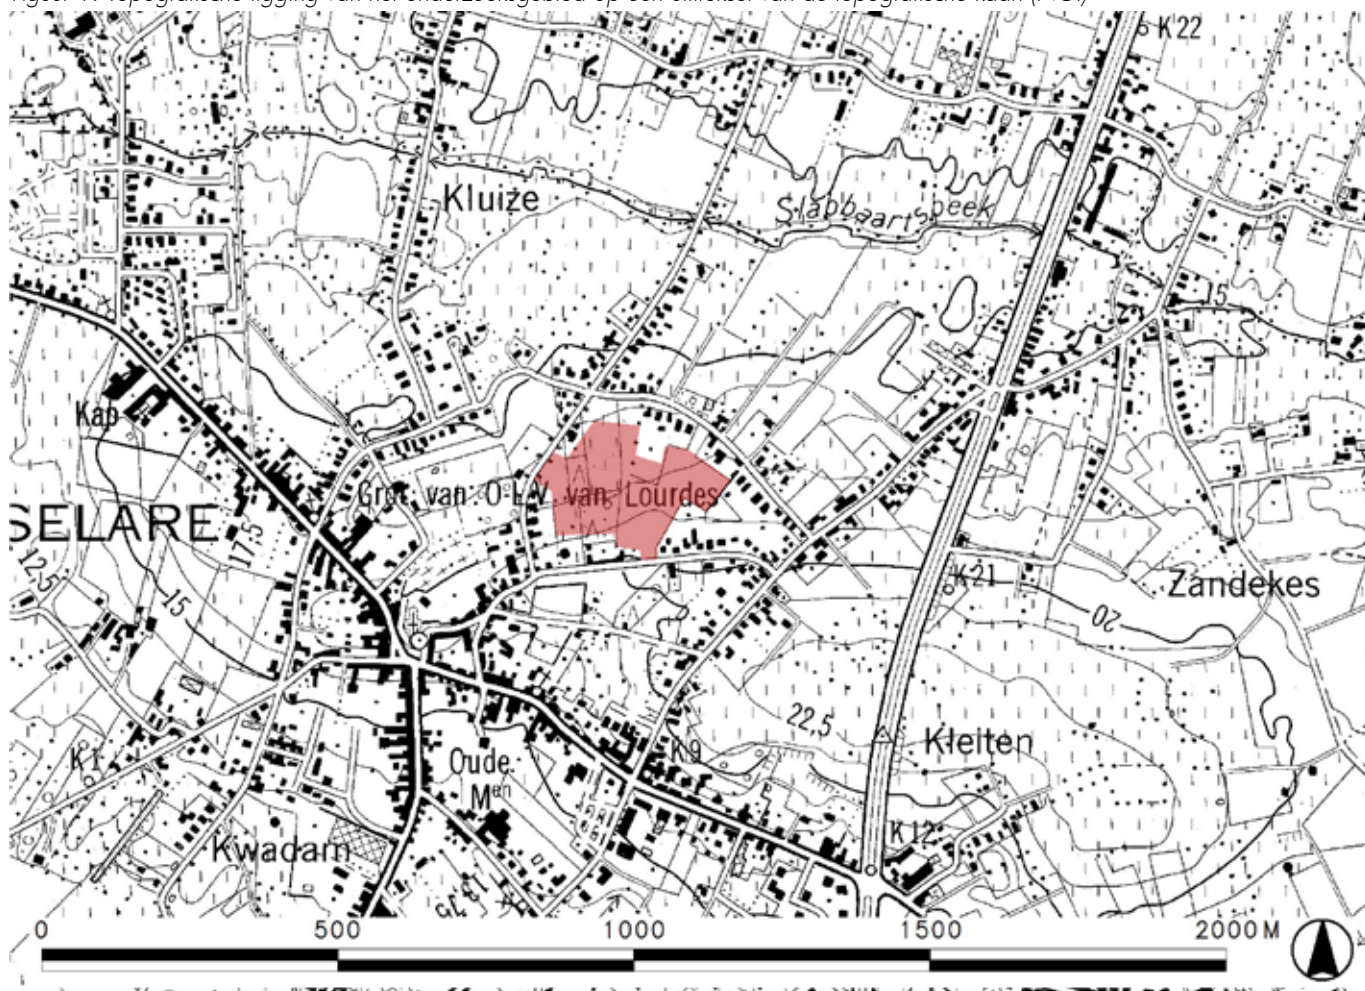 K22
Kluize
Slabbaartsbeek
15
Kap
Grot van O-L-V van Lourdes
SELARE
17,5
12,5
15
K21
Zandekes
20
22,5
Kleiten
K9
K1
Oude
Men
K12
Kwadam
0 500 1000 1500 2000 M